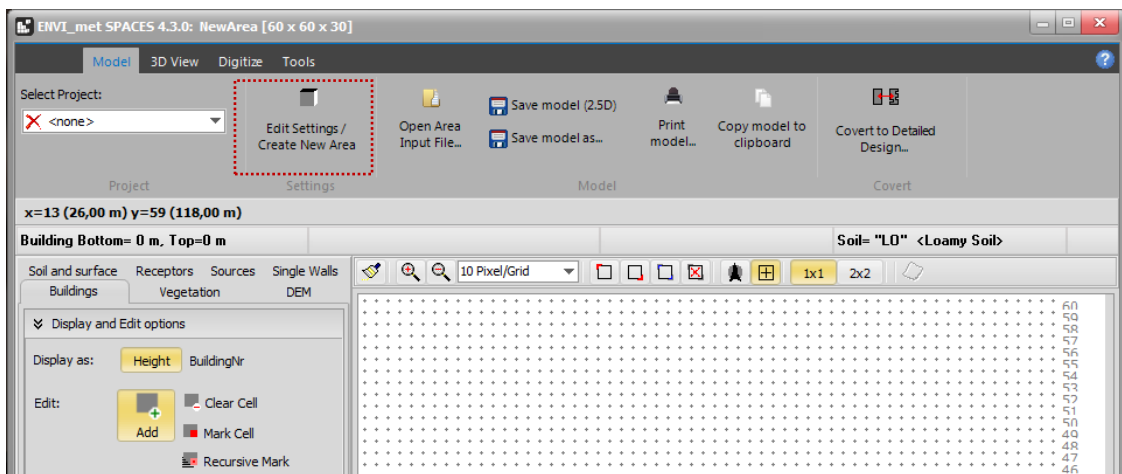 ENVI_met SPACES 4.3.0: NewArea [60 x 60 x 30]
Model 3D View Digitize Tools
Select Project:
<none>
Edit Settings /
Create New Area
Open Area
Input File...
Save model (2.5D)
Save model as...
Print
model...
Copy model to
clipboard
Covert to Detailed
Design...
Project Settings Model Covert
x=13 (26,00 m) y=59 (118,00 m)
Building Bottom= 0 m, Top=0 m Soil= "LO" <Loamy Soil>
Soil and surface Receptors Sources Single Walls
Buildings Vegetation DEM
10 Pixel/Grid 1x1 2x2
Display and Edit options
Display as: Height BuildingNr
Edit: Add
Clear Cell
Mark Cell
Recursive Mark
60
59
58
57
56
55
54
53
52
51
50
49
48
47
46